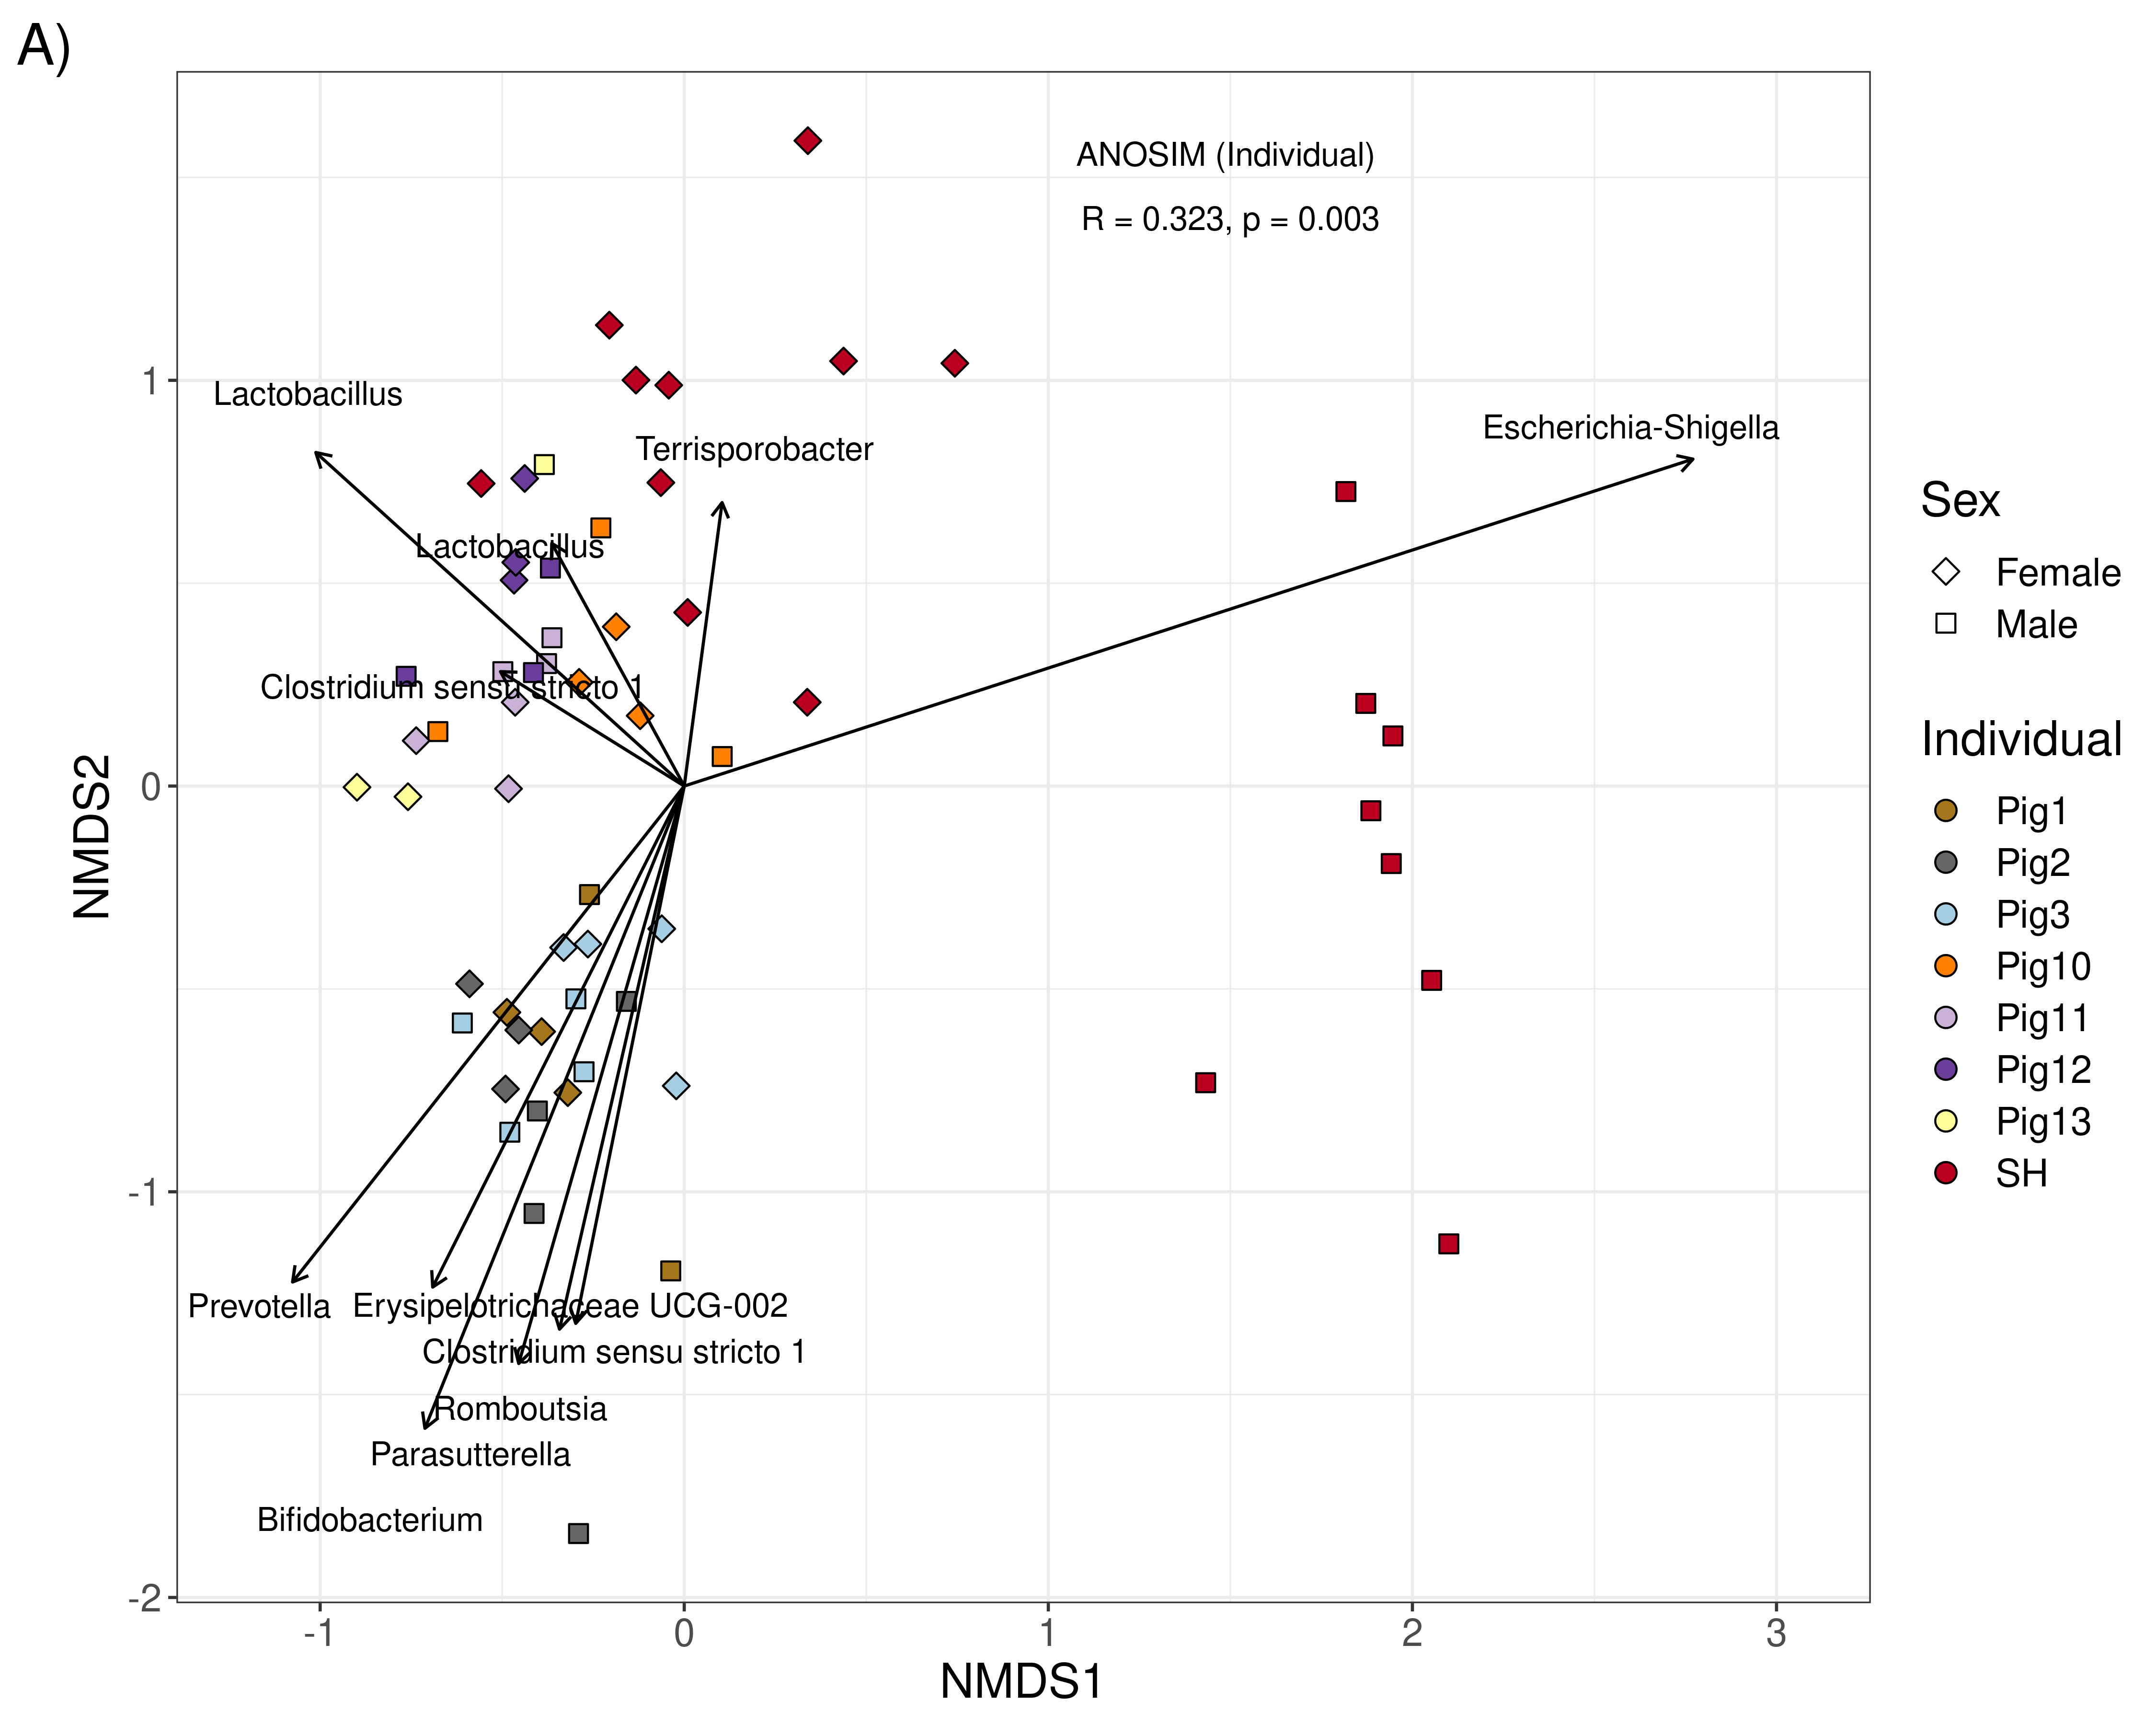 A)
ANOSIM (Individual)
R = 0.323, p = 0.003
Lactobacillus
Escherichia-Shigella
Terrisporobacter
Lactobacillus
Clostridium sensu stricto 1
Prevotella
Erysipelotrichaceae UCG-002
Clostridium sensu stricto 1
Romboutsia
Parasutterella
Bifidobacterium
NMDS2
1
0
-1
-2
-1
0
1
2
3
NMDS1
Sex
Female
Male
Individual
Pig1
Pig2
Pig3
Pig10
Pig11
Pig12
Pig13
SH